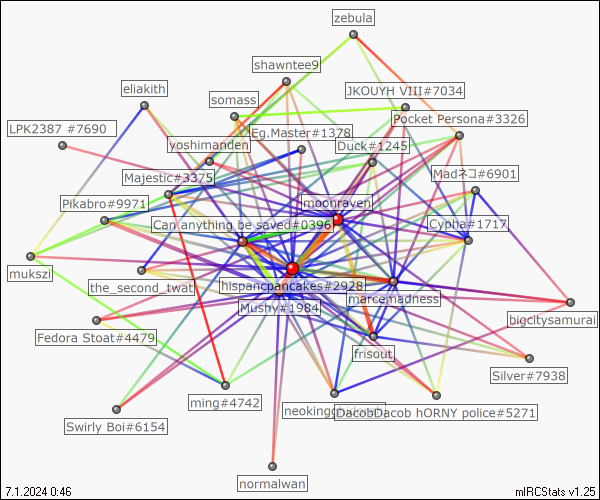 zebula
shawntee9
eliakith
JKOUYH VIII#7034
somass
Pocket Persona#3326
LPK2387 #7690
Eg.Master#1378
yoshimanden
Duck#1245
Majestic#3375
Madネコ#6901
Pikabro#9971
moonraven
Can anything be saved#0396
Cypha#1717
mukszi
the_second_twat
hispancpancakes#2928
marcemadness
Mushy#1984
bigcitysamurai
Fedora Stoat#4479
frisout
Silver#7938
ming#4742
DacobDacob hORNY police#5271
Swirly Boi#6154
normalwan
7.1.2024 0:46
mIRCStats v1.25